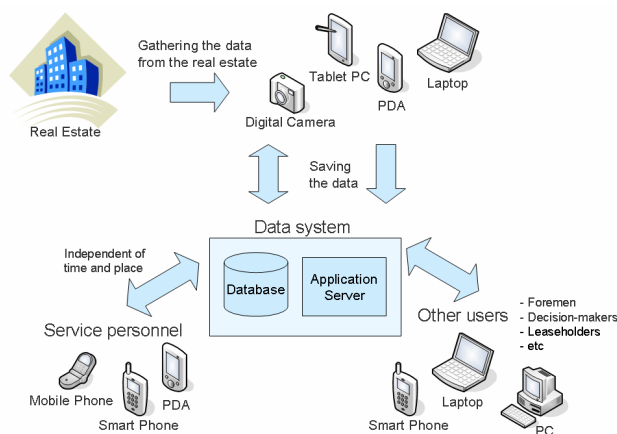 Gathering the data
from the real estate
Tablet PC
PDA
Laptop
Digital Camera
Real Estate
Saving
the data
Data system
Independent of
time and place
Database
Application
Server
Service personnel
Other users
- Foremen
- Decision-makers
- Leaseholders
- etc
Mobile Phone
Smart Phone
PDA
Smart Phone
Laptop
PC